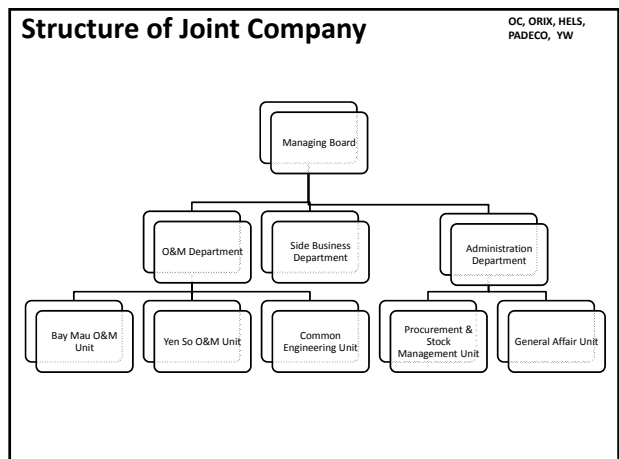 Structure of Joint Company
OC, ORIX, HELS,
PADECO, YW
Managing Board
O&M Department
Side Business
Department
Administration
Department
Bay Mau O&M
Unit
Yen So O&M Unit
Common
Engineering Unit
Procurement &
Stock
Management Unit
General Affair Unit